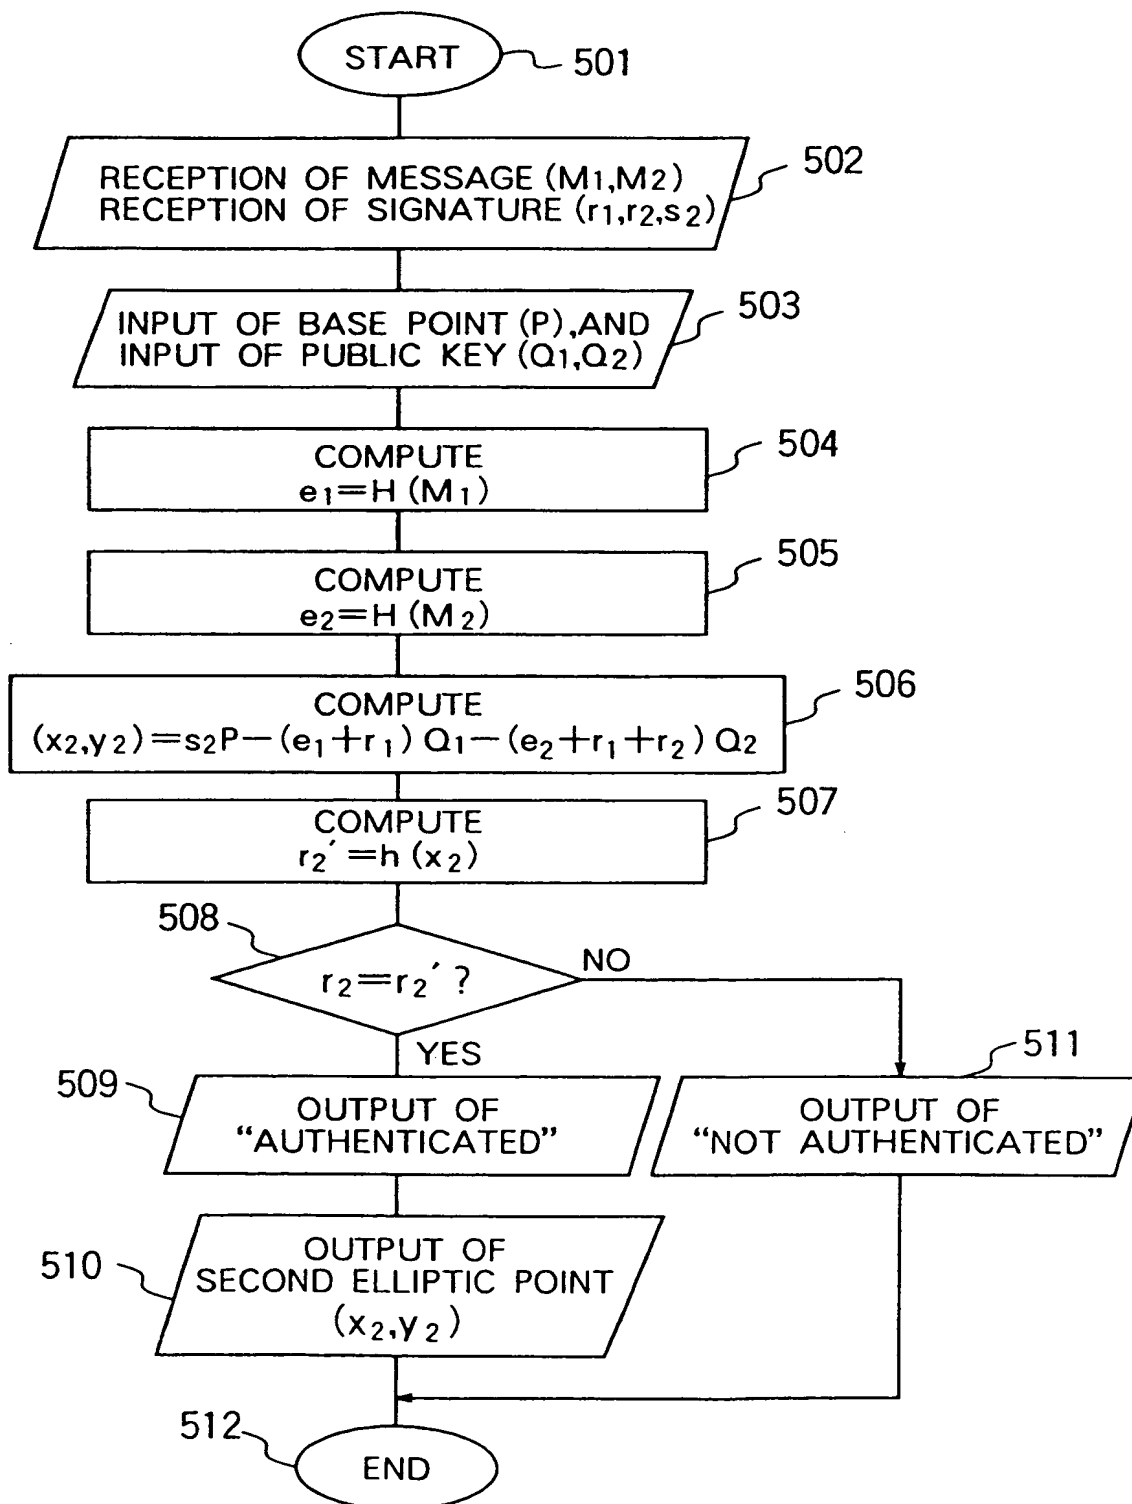 START
501
RECEPTION OF MESSAGE (M1,M2)
RECEPTION OF SIGNATURE (r1,r2,s2)
502
INPUT OF BASE POINT (P),AND
INPUT OF PUBLIC KEY (Q1,Q2)
503
COMPUTE
e1=H (M1)
504
COMPUTE
e2=H (M2)
505
COMPUTE
(x2,y2)=s2P-(e1+r1) Q1-(e2+r1+r2) Q2
506
COMPUTE
r2'=h (x2)
507
508
r2=r2' ?
NO
YES
509
OUTPUT OF
"AUTHENTICATED"
511
OUTPUT OF
"NOT AUTHENTICATED"
510
OUTPUT OF
SECOND ELLIPTIC POINT
(x2,y2)
512
END